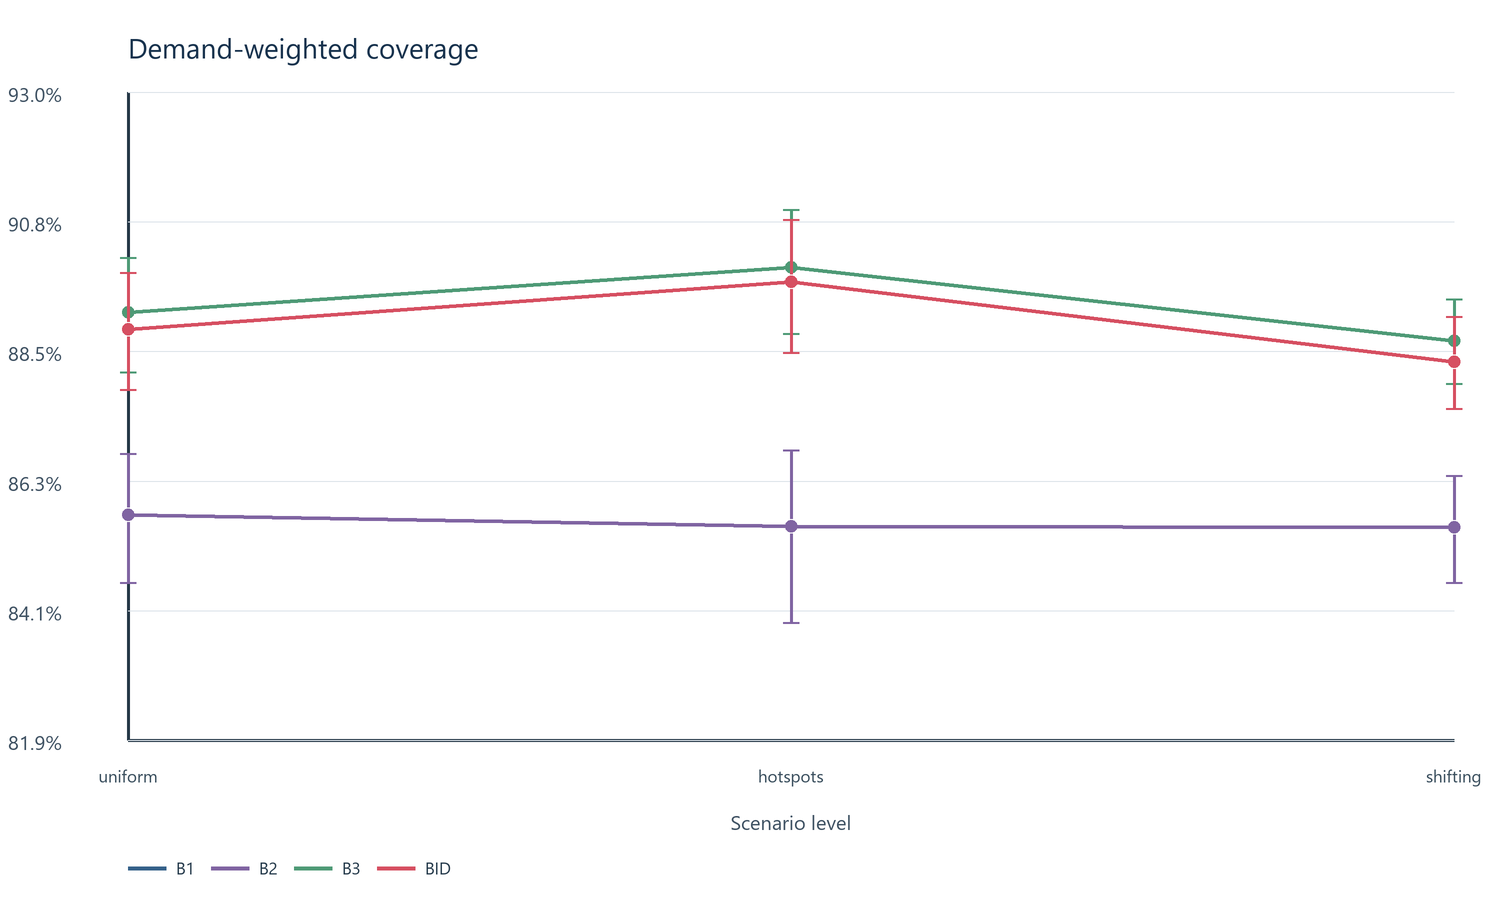 Demand-weighted coverage
93.0%
90.8%
88.5%
86.3%
84.1%
81.9%
uniform hotspots shifting
Scenario level
B1 B2 B3 BID